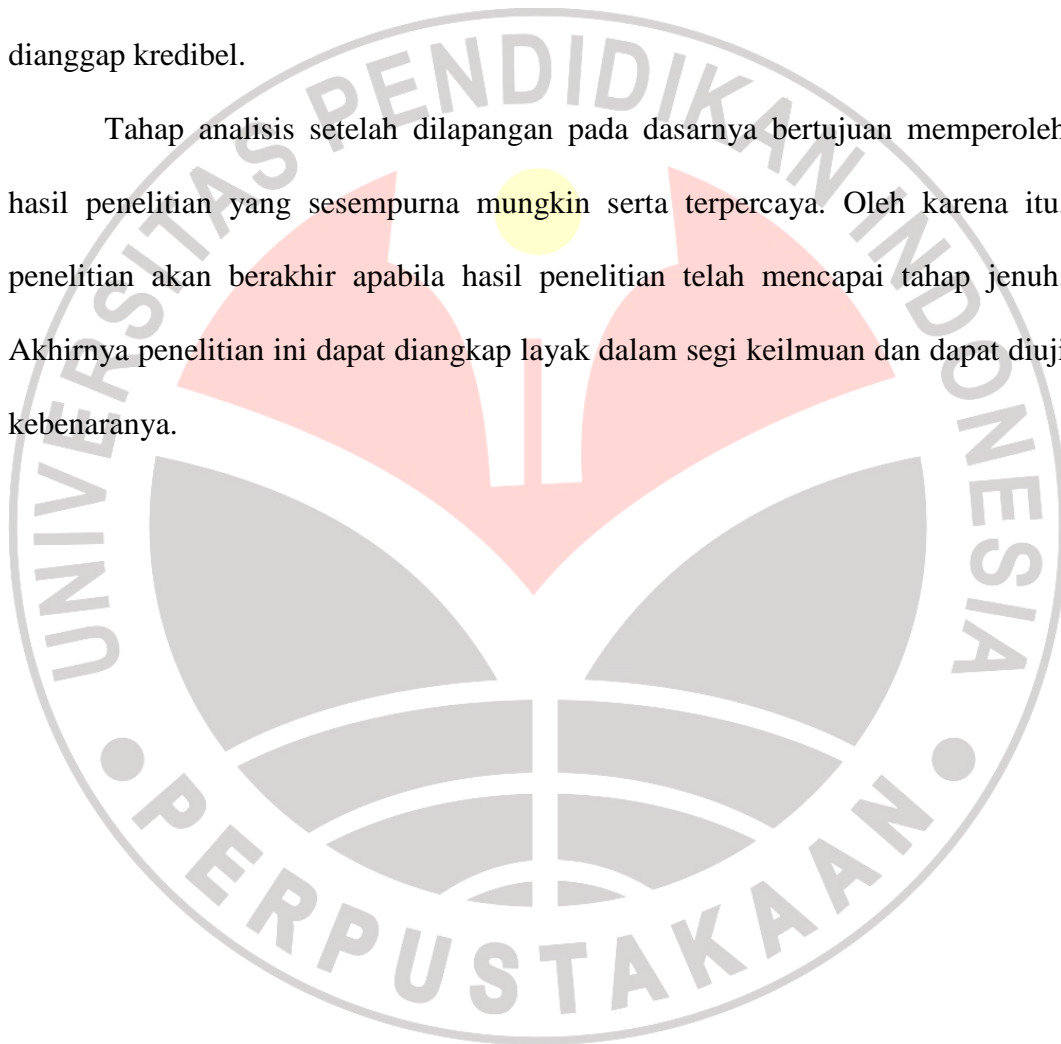 dianggap kredibel.
Tahap analisis setelah dilapangan pada dasarnya bertujuan memperoleh
hasil penelitian yang sesempurna mungkin serta terpercaya. Oleh karena itu,
penelitian akan berakhir apabila hasil penelitian telah mencapai tahap jenuh.
Akhirnya penelitian ini dapat diangkap layak dalam segi keilmuan dan dapat diuji
kebenaranya.
UNIVERSITAS PENDIDIKAN INDONESIA
PERPUSTAKAAN